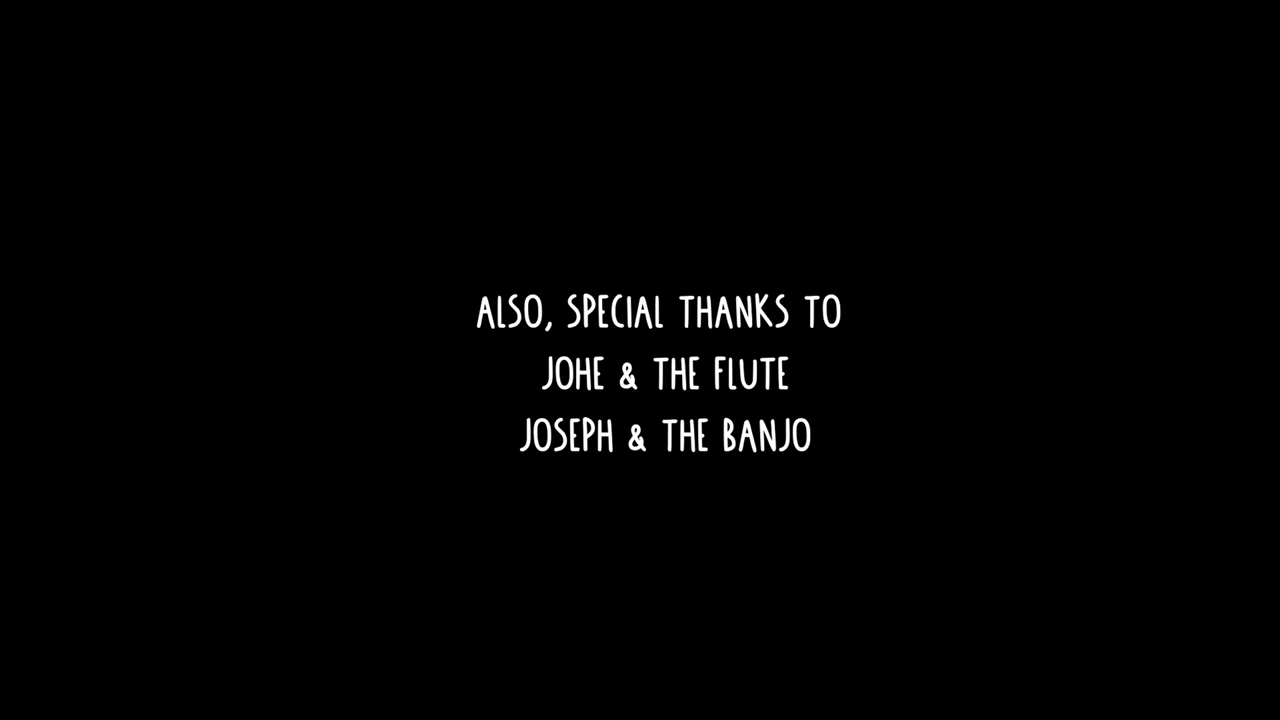 ALSO, SPECIAL THANKS TO
JOHE & THE FLUTE
JOSEPH & THE BANJO